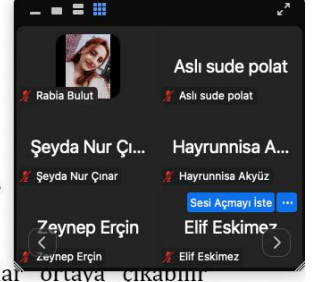 Aslı sude polat
Rabia Bulut
Aslı sude polat
Şeyda Nur Çı...
Hayrunnisa A...
Şeyda Nur Çınar
Hayrunnisa Akyüz
Sesi Açmayı İste ...
Zeynep Erçin
Elif Eskimez
Zeynep Erçin
Elif Eskimez
ortaya çıkabilir